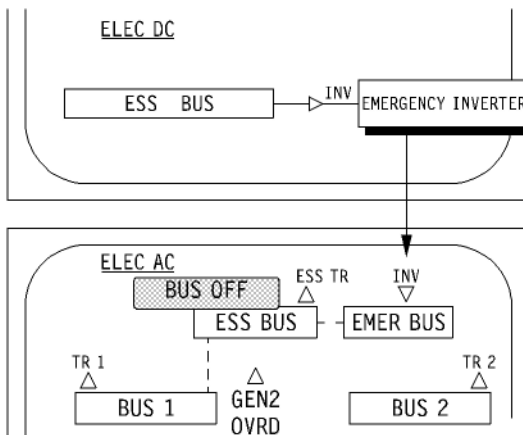 ELEC DC
INV
ESS BUS
EMERGENCY INVERTER
ELEC AC
BUS OFF
ESS TR
INV
ESS BUS
EMER BUS
TR 1
TR 2
BUS 1
GEN2
OVRD
BUS 2